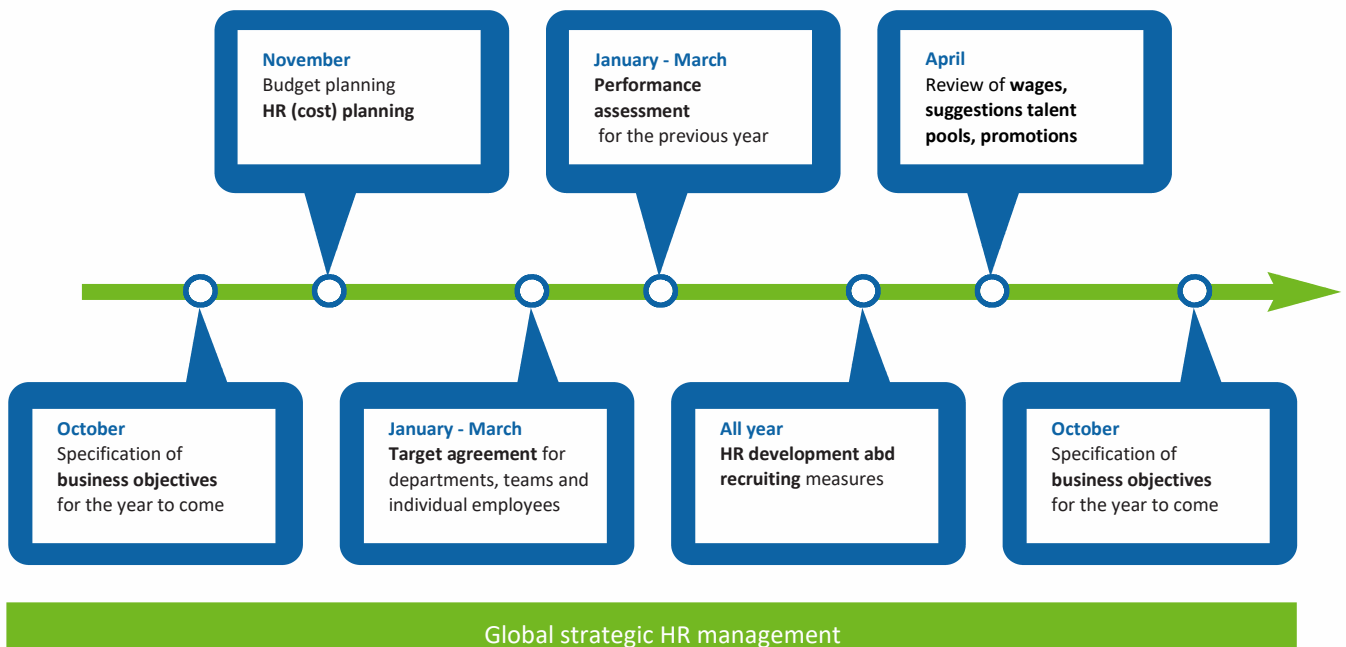 November
Budget planning
HR (cost) planning
January - March
Performance
assessment
for the previous year
April
Review of wages,
suggestions talent
pools, promotions
October
Specification of
business objectives
for the year to come
January - March
Target agreement for
departments, teams and
individual employees
All year
HR development abd
recruiting measures
October
Specification of
business objectives
for the year to come
Global strategic HR management